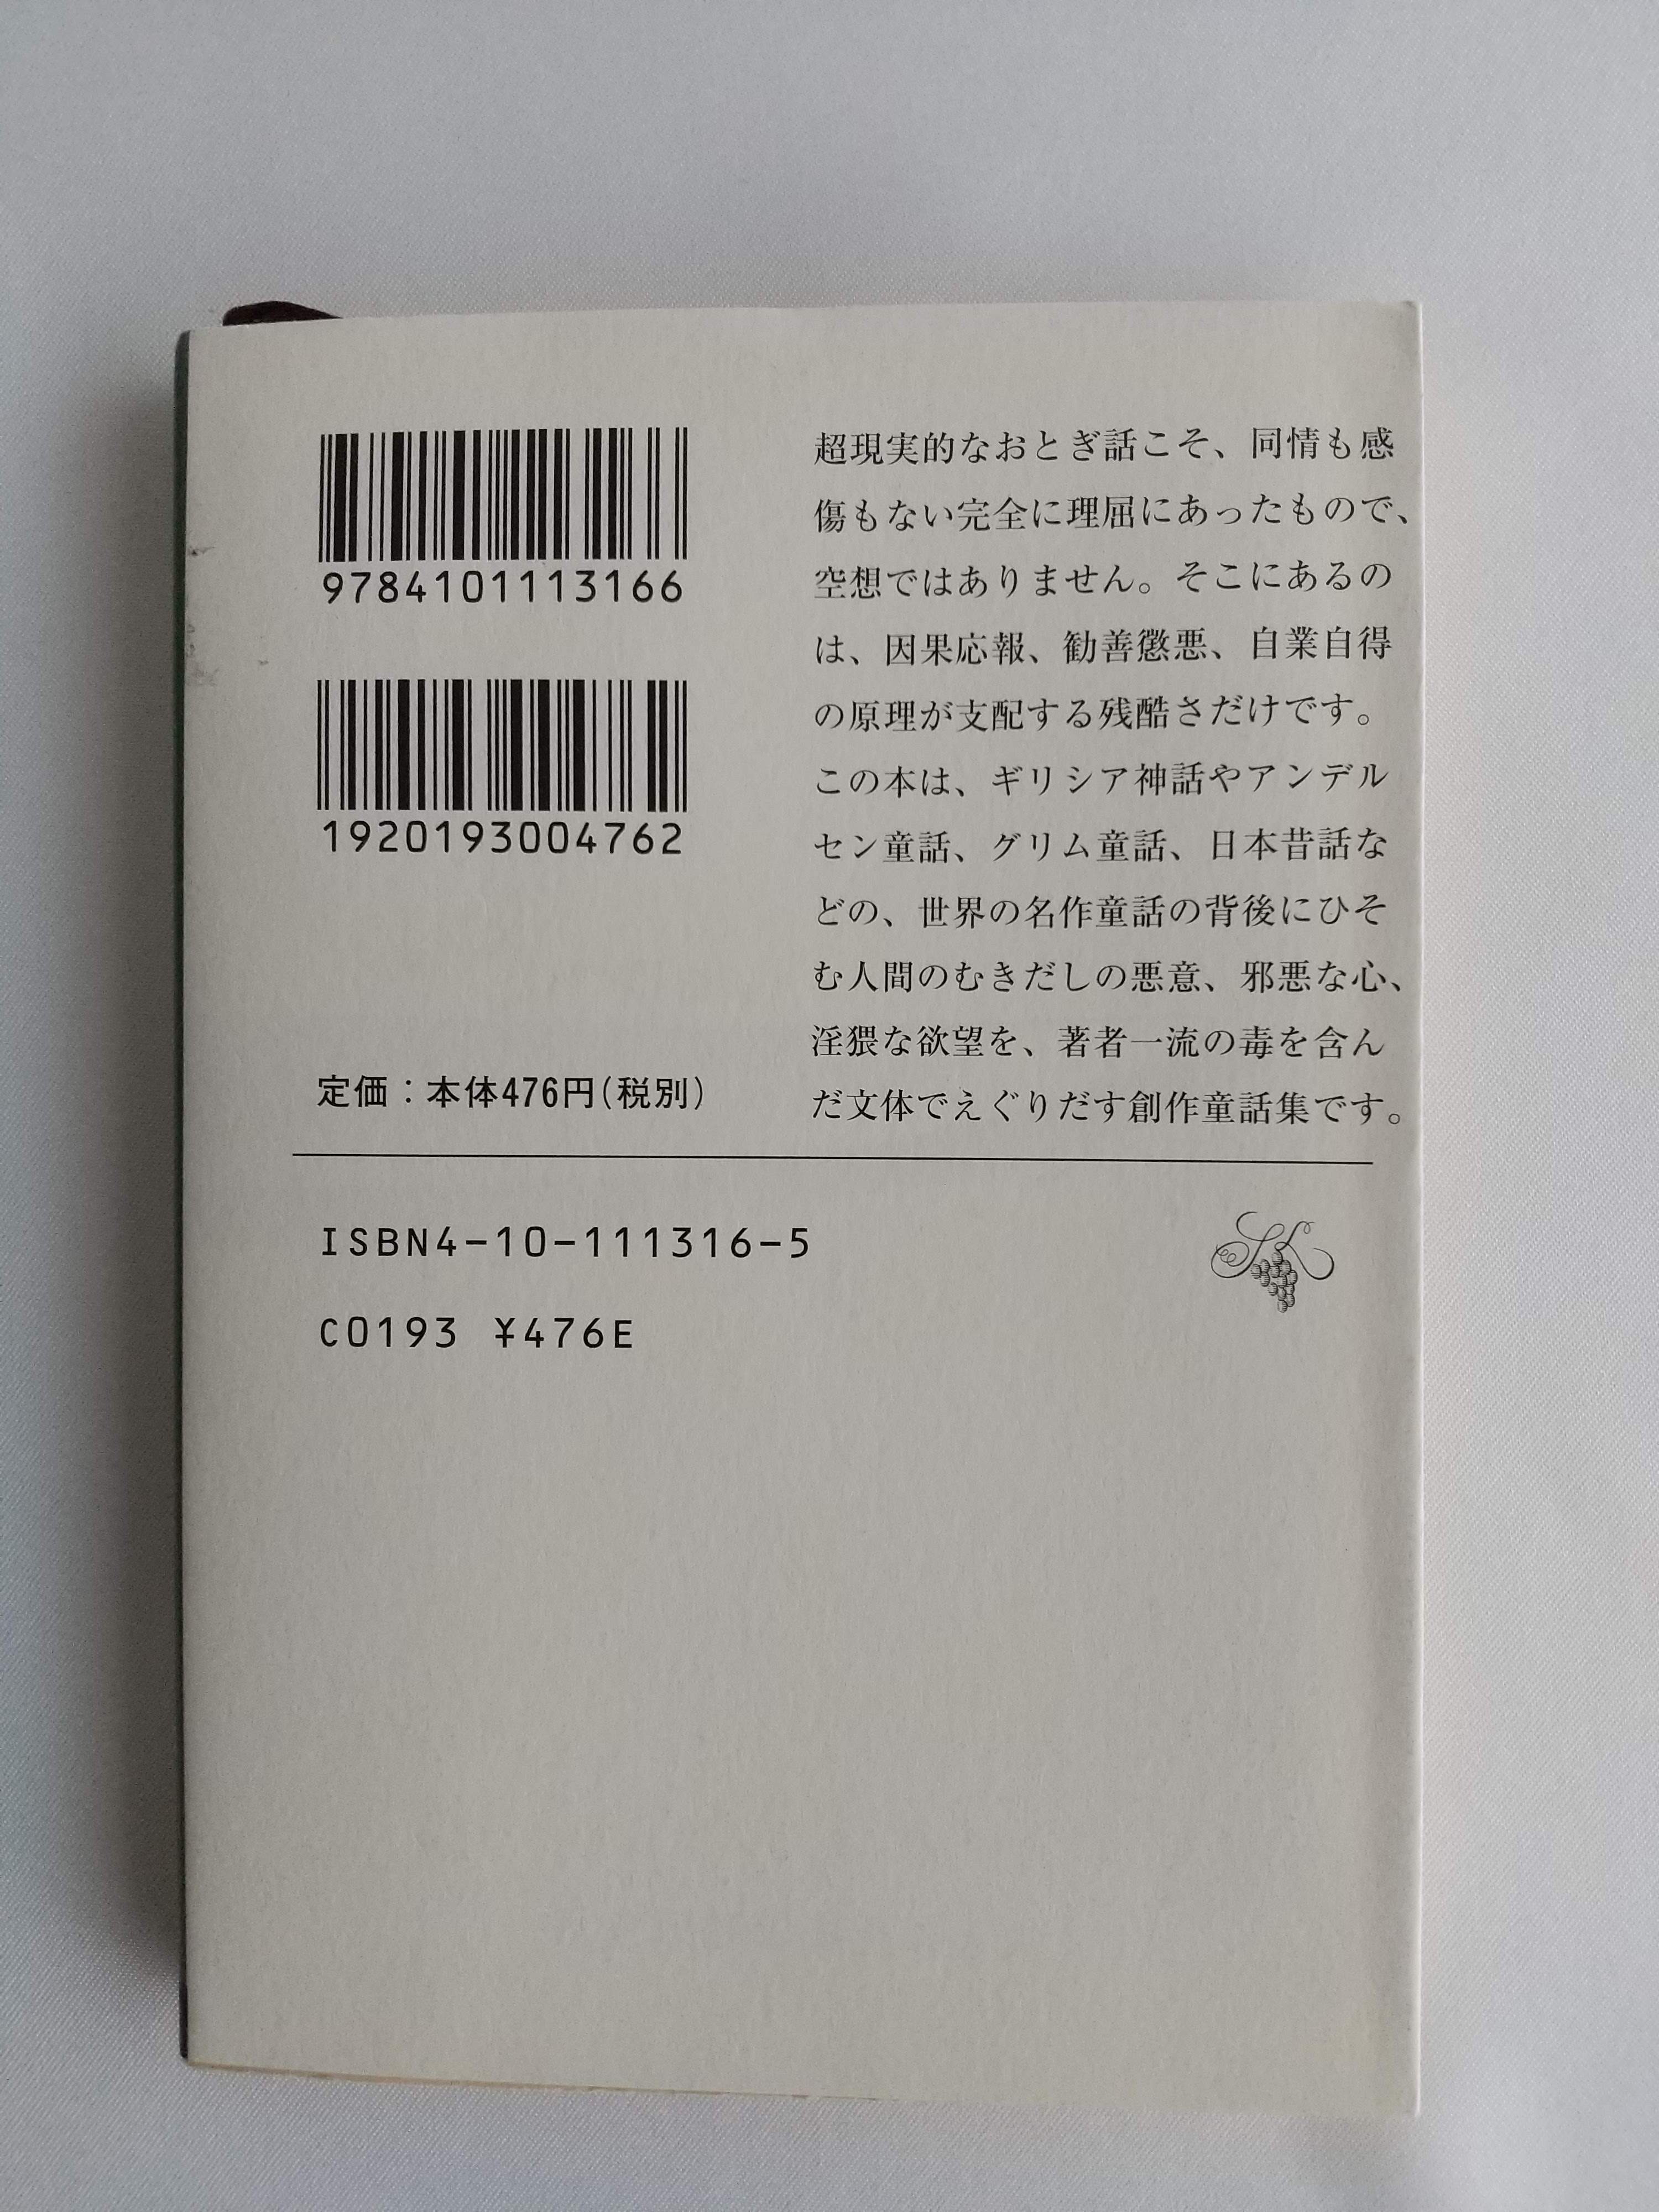 9784101113166
1920193004762
定価：本体476円（税別）
超現実的なおとぎ話こそ、同情も感
傷もない完全に理屈にあったもので、
空想ではありません。そこにあるの
は、因果応報、勧善懲悪、自業自得
の原理が支配する残酷さだけです。
この本は、ギリシア神話やアンデル
セン童話、グリム童話、日本昔話な
どの、世界の名作童話の背後にひそ
む人間のむきだしの悪意、邪悪な心、
淫猥な欲望を、著者一流の毒を含ん
だ文体でえぐりだす創作童話集です。
ISBN4-10-111316-5
C0193 ¥476E
SK